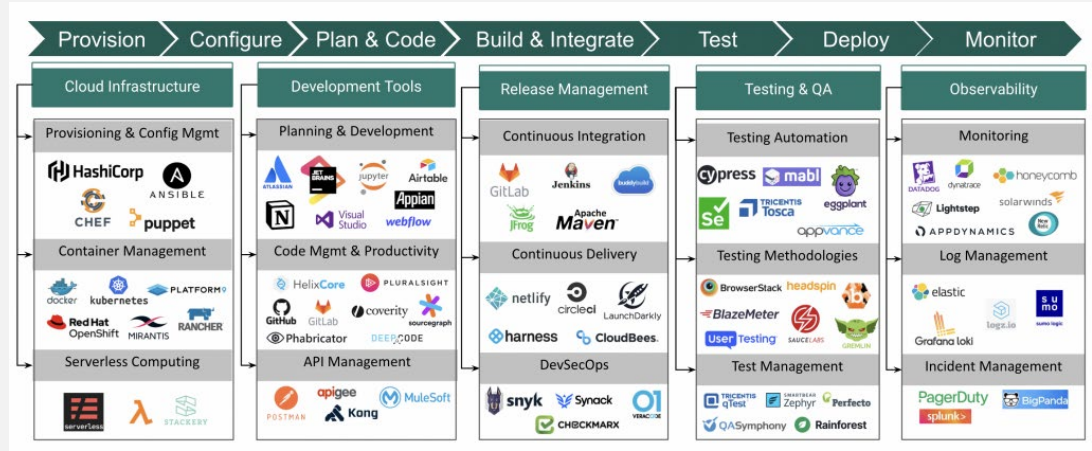 Provision Configure Plan & Code Build & Integrate Test Deploy Monitor
Cloud Infrastructure
Provisioning & Config Mgmt
HashiCorp
ANSIBLE
CHEF
puppet
Container Management
docker
kubernetes
PLATFORM9
Red Hat
OpenShift
MIRANTIS
RANCHER
Serverless Computing
serverless
STACKERY
Development Tools
Planning & Development
ATLASSIAN
JET
BRAINS
jupyter
Airtable
Appian
Visual
Studio
webflow
Code Mgmt & Productivity
HelixCore
PLURALSIGHT
GitHub
GitLab
coverity
sourcegraph
Phabricator
DEEPCODE
API Management
POSTMAN
apigee
Kong
MuleSoft
Release Management
Continuous Integration
GitLab
Jenkins
buddybuild
JFrog
Apache
Maven
Continuous Delivery
netlify
circleci
LaunchDarkly
harness
CloudBees.
DevSecOps
snyk
Synack
VERACODE
CHECKMARX
Testing & QA
Testing Automation
cypress
mabl
eggplant
Se
TRICENTIS
Tosca
appvance
Testing Methodologies
BrowserStack
headspin
BlazeMeter
SAUCELABS
GREMLIN
User Testing
Test Management
TRICENTIS
qTest
SMARTBEAR
Zephyr
Perfecto
QASymphony
Rainforest
Observability
Monitoring
DATADOG
dynatrace
honeycomb
Lightstep
solarwinds
APPDYNAMICS
New
Relic
Log Management
elastic
logz.io
su
mo
sumo logic
Grafana loki
Incident Management
PagerDuty
BigPanda
splunk>